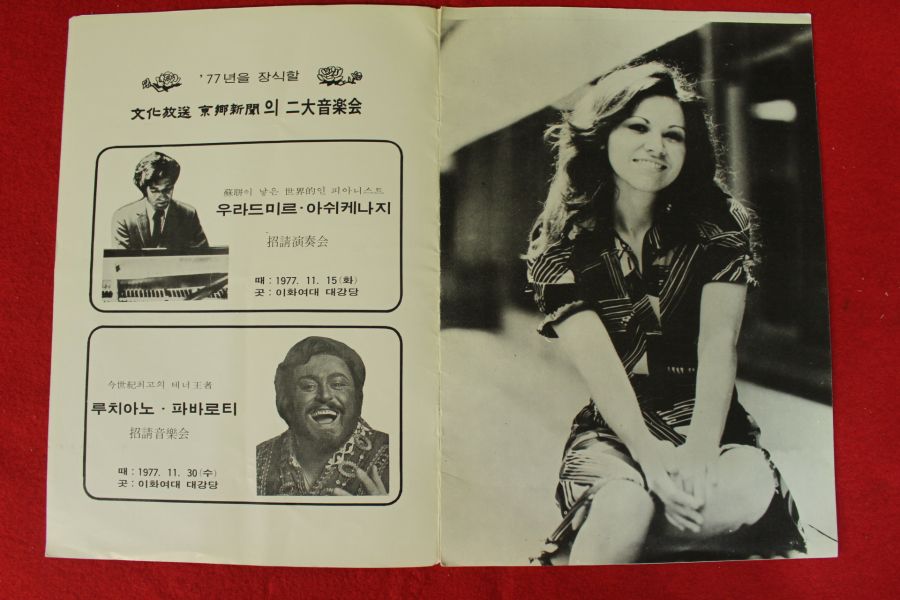 '77년을 장식할
文化放送 京鄕新聞의 二大音楽会
蘇聯이 낳은 世界的인 피아니스트
우라드미르·아쉬케나지
招請演奏会
때 : 1977. 11. 15 (화)
곳 : 이화여대 대강당
今世紀최고의 테너王者
루치아노·파바로티
招請音樂会
때 : 1977. 11. 30 (수)
곳 : 이화여대 대강당